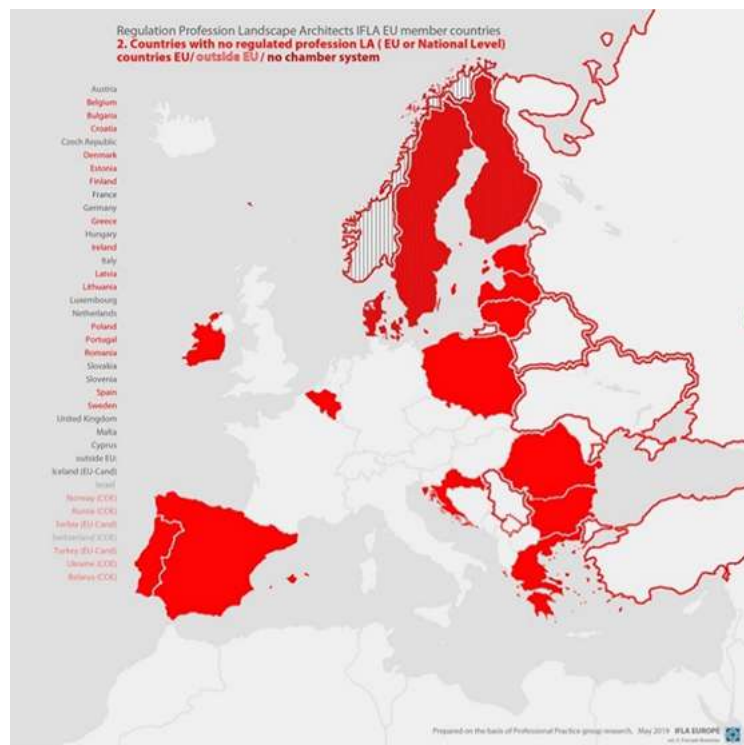 Regulation Profession Landscape Architects IFLA EU member countries
2. Countries with no regulated profession LA ( EU or National Level)
countries EU/ outside EU / no chamber system
Austria
Belgium
Bulgaria
Croatia
Czech Republic
Denmark
Estonia
Finland
France
Germany
Greece
Hungary
Ireland
Italy
Latvia
Lithuania
Luxembourg
Netherlands
Poland
Portugal
Romania
Slovakia
Slovenia
Spain
Sweden
United Kingdom
Malta
Cyprus
outside EU:
Iceland (EU-Cand)
Israel
Norway (COE)
Russia (COE)
Serbia (EU-Cand)
Switzerland (COE)
Turkey (EU-Cand)
Ukraine (COE)
Belarus (COE)
Prepared on the basis of Professional Practice group research, May 2019 IFLA EUROPE